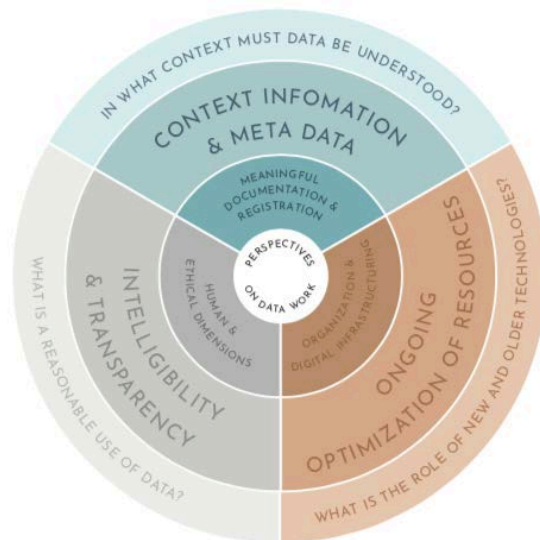 IN WHAT CONTEXT MUST DATA BE UNDERSTOOD?
CONTEXT INFOMATION
& META DATA
MEANINGFUL
DOCUMENTATION &
REGISTRATION
PERSPECTIVES
ON DATA WORK
WHAT IS A REASONABLE USE OF DATA?
INTELLIGIBILITY
& TRANSPARENCY
HUMAN &
ETHICAL DIMENSIONS
ORGANIZATION &
DIGITAL INFRASTRUCTURING
ONGOING
OPTIMIZATION OF RESOURCES
WHAT IS THE ROLE OF NEW AND OLDER TECHNOLOGIES?